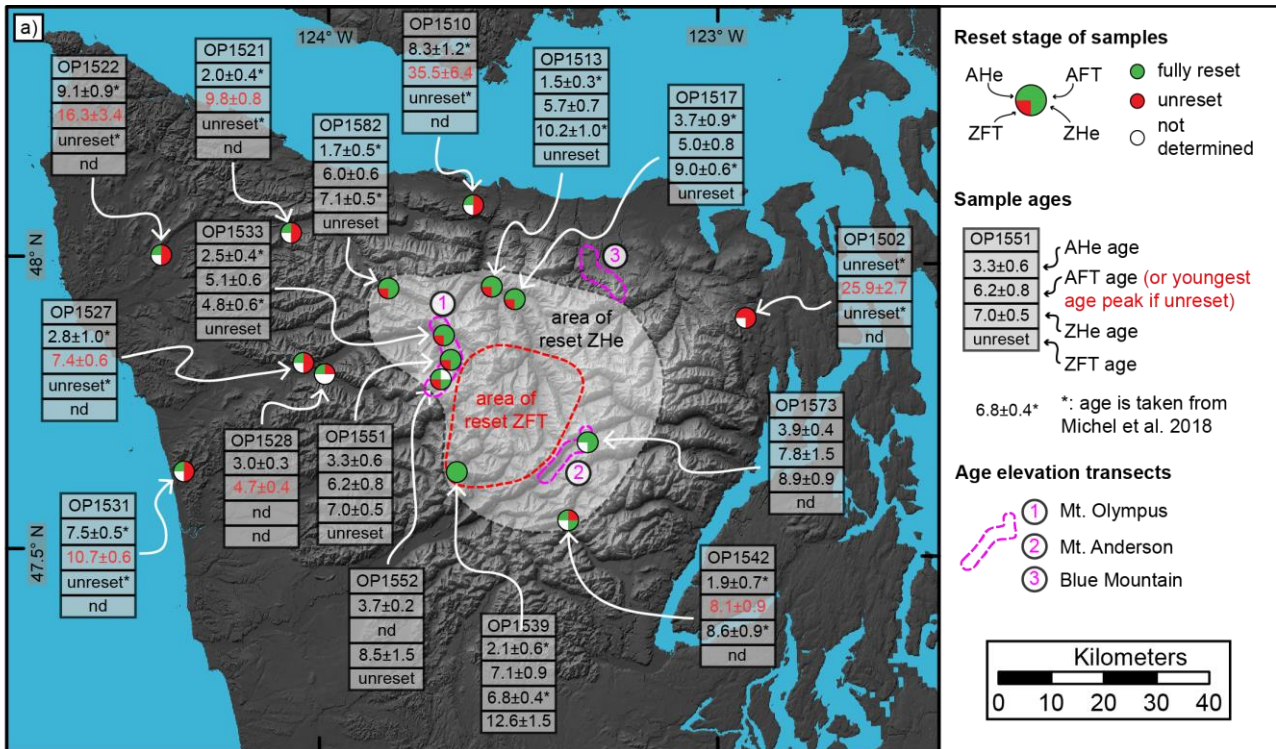 a)
124° W
123° W
48° N
47.5° N
OP1522
9.1±0.9*
16.3±3.4
unreset*
nd
OP1521
2.0±0.4*
9.8±0.8
unreset*
nd
OP1510
8.3±1.2*
35.5±6.4
unreset*
nd
OP1513
1.5±0.3*
5.7±0.7
10.2±1.0*
unreset
OP1517
3.7±0.9*
5.0±0.8
9.0±0.6*
unreset
OP1582
1.7±0.5*
6.0±0.6
7.1±0.5*
unreset
OP1533
2.5±0.4*
5.1±0.6
4.8±0.6*
unreset
OP1502
unreset*
25.9±2.7
unreset*
nd
OP1527
2.8±1.0*
7.4±0.6
unreset*
nd
3
1
area of
reset ZHe
area of
reset ZFT
2
OP1528
3.0±0.3
4.7±0.4
nd
nd
OP1551
3.3±0.6
6.2±0.8
7.0±0.5
unreset
OP1573
3.9±0.4
7.8±1.5
8.9±0.9
nd
OP1531
7.5±0.5*
10.7±0.6
unreset*
nd
OP1552
3.7±0.2
nd
8.5±1.5
unreset
OP1539
2.1±0.6*
7.1±0.9
6.8±0.4*
12.6±1.5
OP1542
1.9±0.7*
8.1±0.9
8.6±0.9*
nd
Reset stage of samples
AHe
AFT
ZFT
ZHe
fully reset
unreset
not
determined
Sample ages
OP1551
3.3±0.6
6.2±0.8
7.0±0.5
unreset
AHe age
AFT age (or youngest
age peak if unreset)
ZHe age
ZFT age
6.8±0.4* *: age is taken from
Michel et al. 2018
Age elevation transects
1 Mt. Olympus
2 Mt. Anderson
3 Blue Mountain
Kilometers
0 10 20 30 40